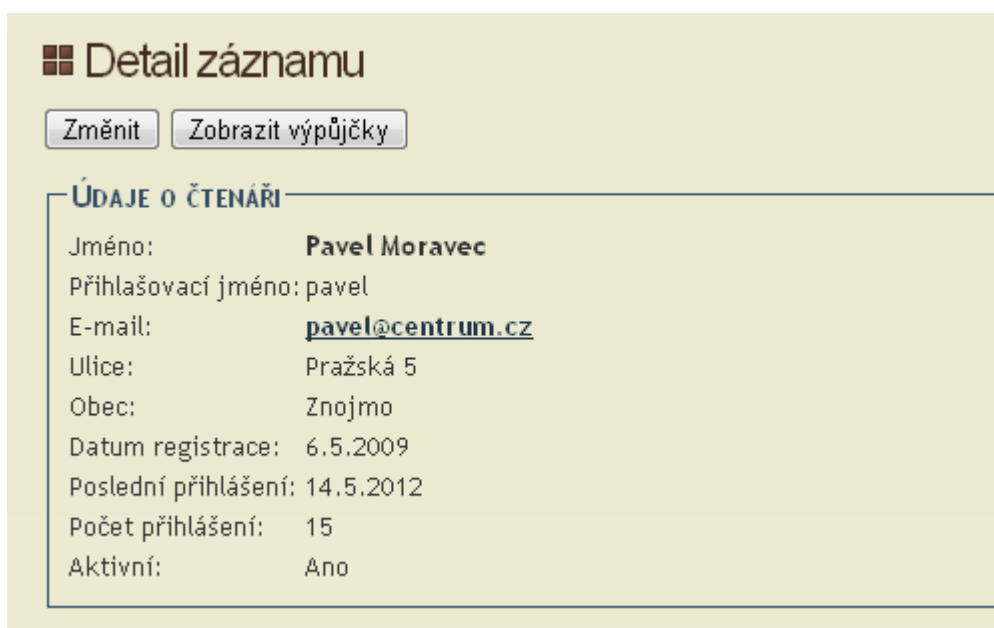 Detail záznamu
Změnit Zobrazit výpůjčky
Údaje o čtenáři
Jméno: Pavel Moravec
Přihlašovací jméno: pavel
E-mail: pavel@centrum.cz
Ulice: Pražská 5
Obec: Znojmo
Datum registrace: 6.5.2009
Poslední přihlášení: 14.5.2012
Počet přihlášení: 15
Aktivní: Ano